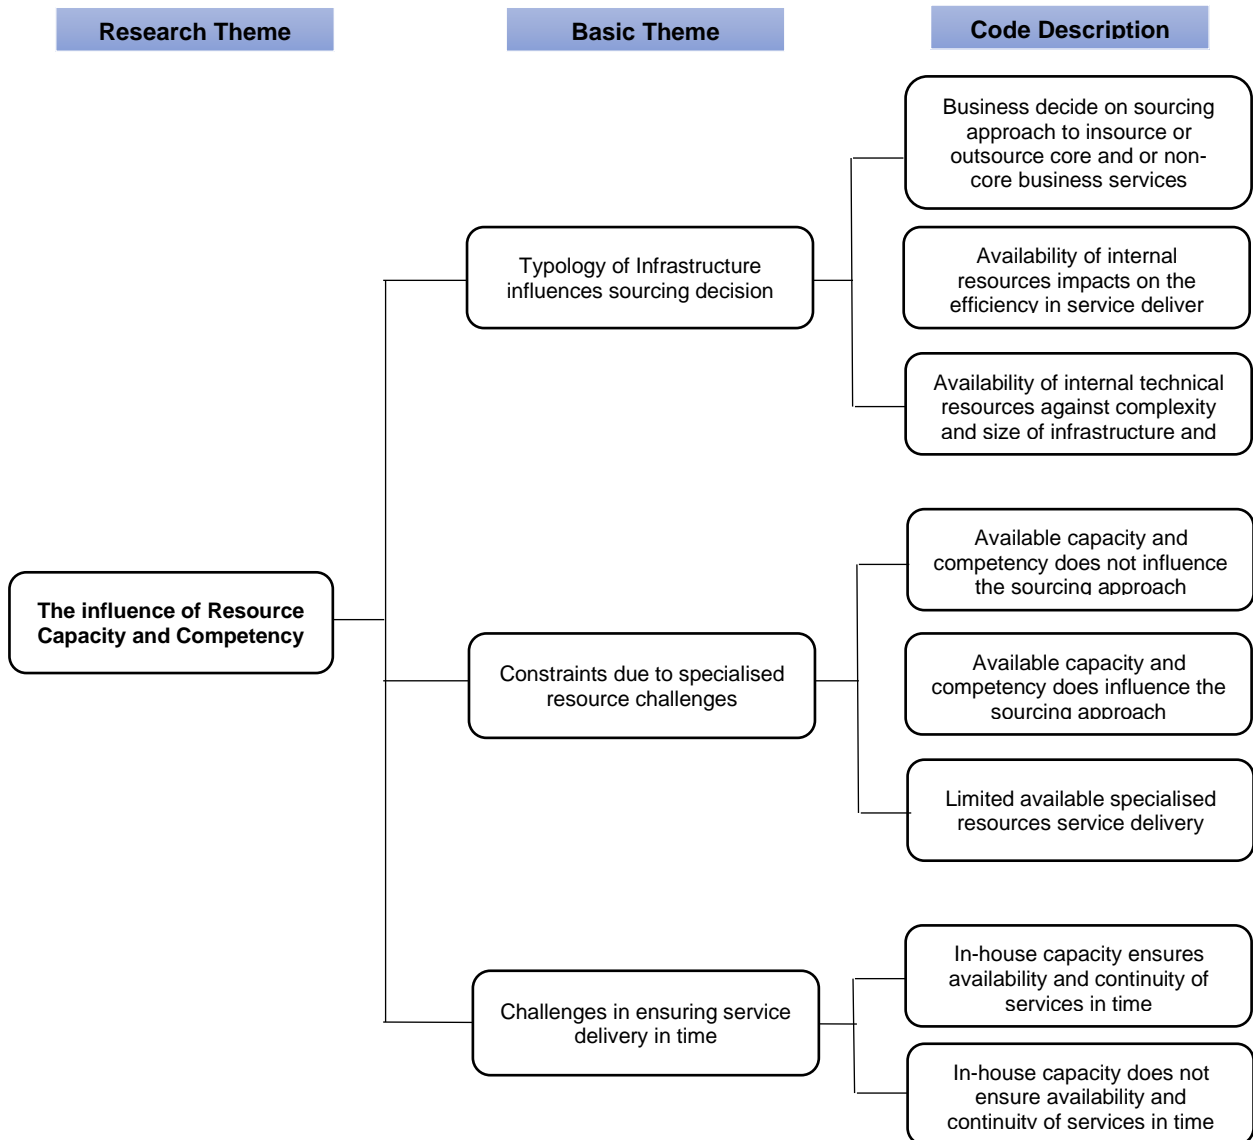 Research Theme
Basic Theme
Code Description
Business decide on sourcing
approach to insource or
outsource core and or non-
core business services
Typology of Infrastructure
influences sourcing decision
Availability of internal
resources impacts on the
efficiency in service deliver
Availability of internal technical
resources against complexity
and size of infrastructure and
The influence of Resource
Capacity and Competency
Constraints due to specialised
resource challenges
Available capacity and
competency does not influence
the sourcing approach
Available capacity and
competency does influence the
sourcing approach
Limited available specialised
resources service delivery
Challenges in ensuring service
delivery in time
In-house capacity ensures
availability and continuity of
services in time
In-house capacity does not
ensure availability and
continuity of services in time